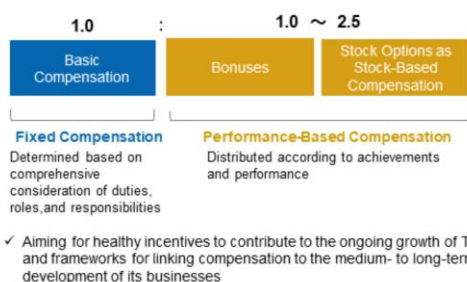 1.0 : 1.0 ～ 2.5
Basic
Compensation
Bonuses
Stock Options as
Stock-Based
Compensation
Fixed Compensation
Determined based on
comprehensive
consideration of duties,
roles,and responsibilities
Performance-Based Compensation
Distributed according to achievements
and performance
✓ Aiming for healthy incentives to contribute to the ongoing growth of
and frameworks for linking compensation to the medium- to long-term
development of its businesses